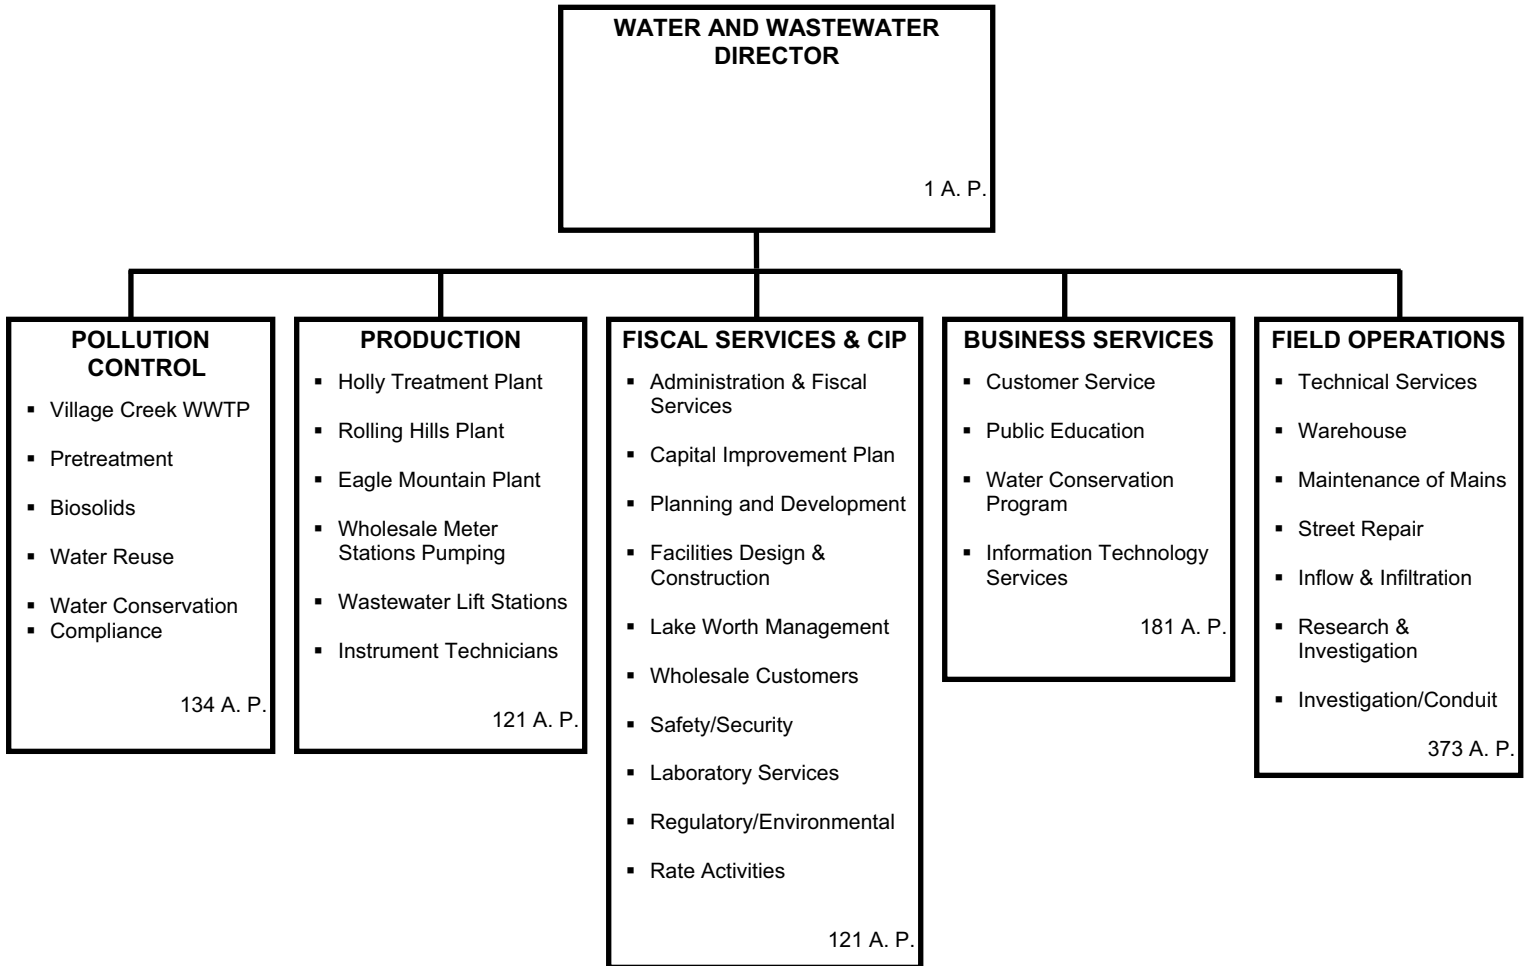 WATER AND WASTEWATER
DIRECTOR
1 A. P.
POLLUTION
CONTROL
▪ Village Creek WWTP
▪ Pretreatment
▪ Biosolids
▪ Water Reuse
▪ Water Conservation
▪ Compliance
134 A. P.
PRODUCTION
▪ Holly Treatment Plant
▪ Rolling Hills Plant
▪ Eagle Mountain Plant
▪ Wholesale Meter
Stations Pumping
▪ Wastewater Lift Stations
▪ Instrument Technicians
121 A. P.
FISCAL SERVICES & CIP
▪ Administration & Fiscal
Services
▪ Capital Improvement Plan
▪ Planning and Development
▪ Facilities Design &
Construction
▪ Lake Worth Management
▪ Wholesale Customers
▪ Safety/Security
▪ Laboratory Services
▪ Regulatory/Environmental
▪ Rate Activities
121 A. P.
BUSINESS SERVICES
▪ Customer Service
▪ Public Education
▪ Water Conservation
Program
▪ Information Technology
Services
181 A. P.
FIELD OPERATIONS
▪ Technical Services
▪ Warehouse
▪ Maintenance of Mains
▪ Street Repair
▪ Inflow & Infiltration
▪ Research &
Investigation
▪ Investigation/Conduit
373 A. P.